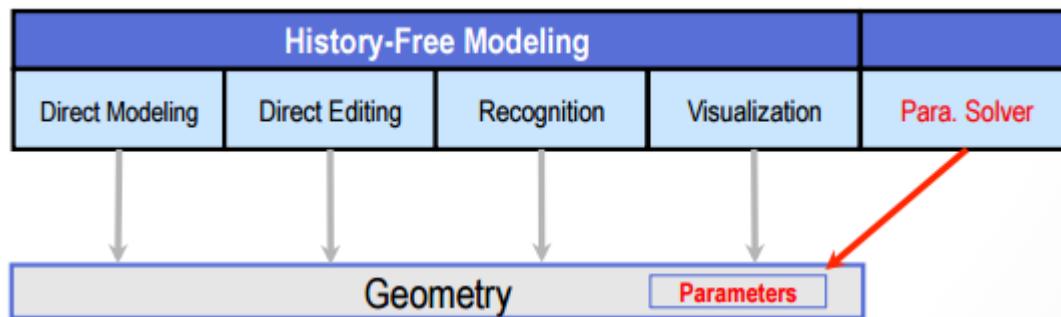 History-Free Modeling
Direct Modeling
Direct Editing
Recognition
Visualization
Para. Solver
Geometry
Parameters